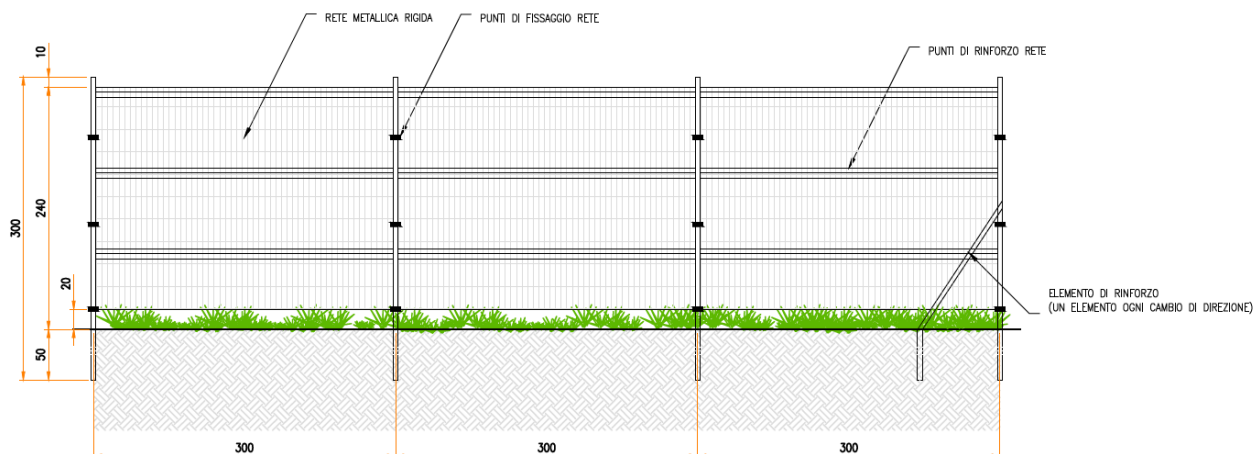 RETE METALLICA RIGIDA
PUNTI DI FISSAGGIO RETE
PUNTI DI RINFORZO RETE
10
300
240
20
50
ELEMENTO DI RINFORZO
(UN ELEMENTO OGNI CAMBIO DI DIREZIONE)
300
300
300